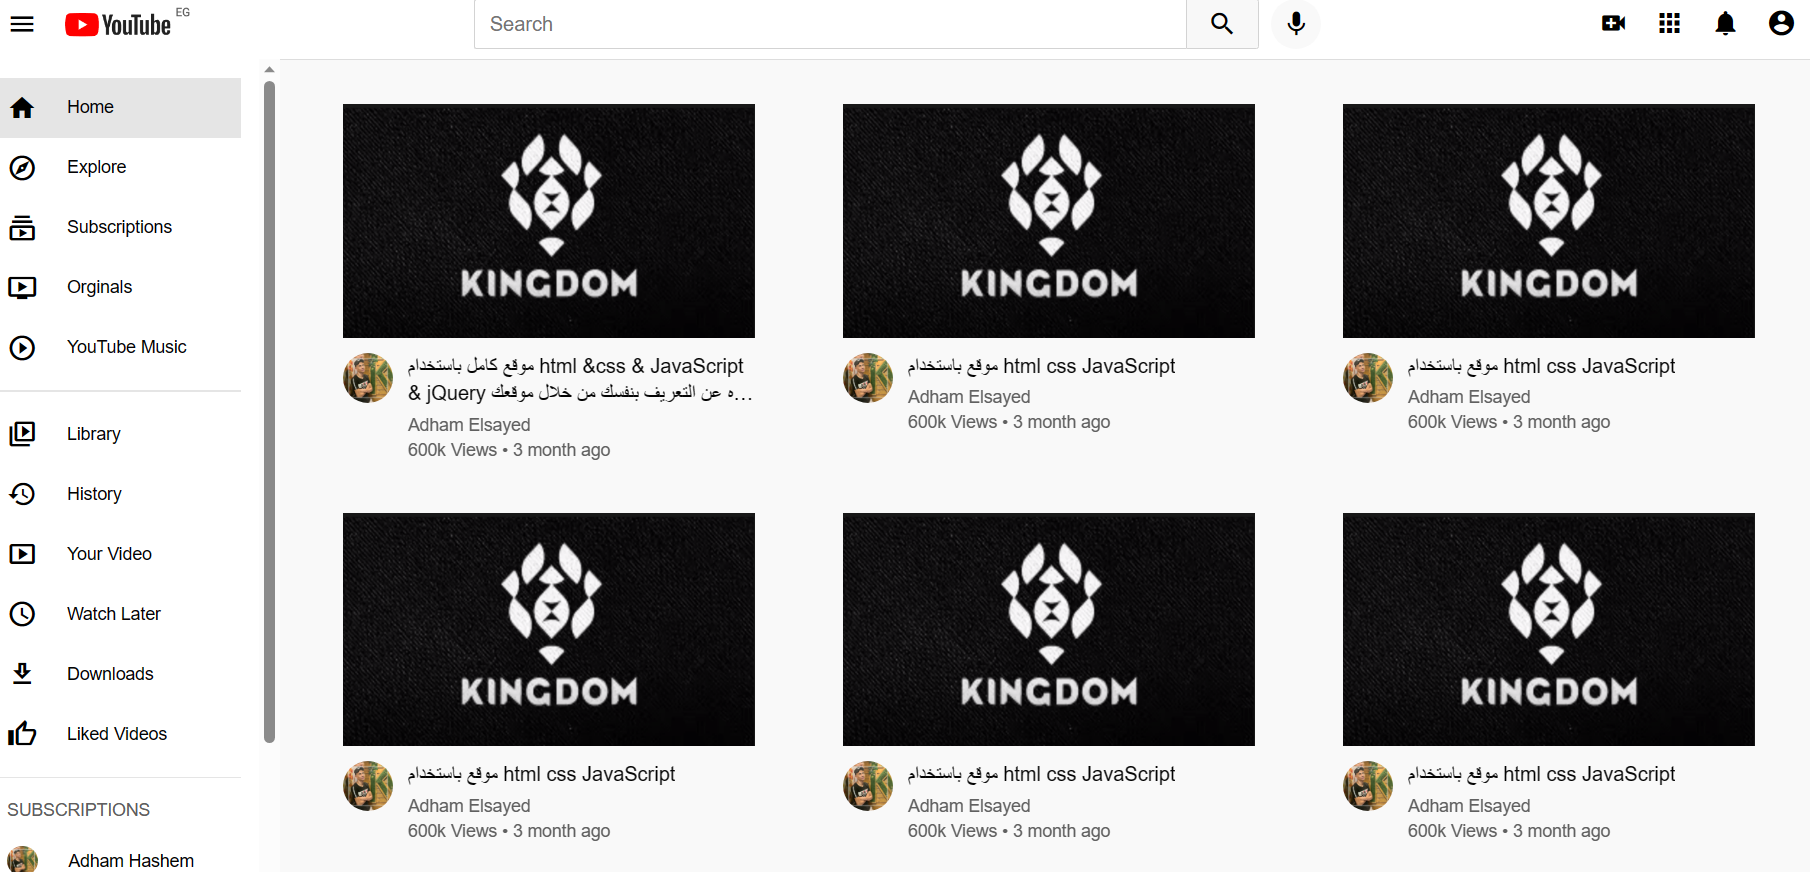 YouTube EG
Search
Home
Explore
Subscriptions
Orginals
YouTube Music
Library
History
Your Video
Watch Later
Downloads
Liked Videos
SUBSCRIPTIONS
Adham Hashem
KINGDOM
موقع كامل باستخدام html &css & JavaScript
& jQuery ه عن التعريف بنفسك من خلال موقعك...
Adham Elsayed
600k Views • 3 month ago
KINGDOM
موقع باستخدام html css JavaScript
Adham Elsayed
600k Views • 3 month ago
KINGDOM
موقع باستخدام html css JavaScript
Adham Elsayed
600k Views • 3 month ago
KINGDOM
موقع باستخدام html css JavaScript
Adham Elsayed
600k Views • 3 month ago
KINGDOM
موقع باستخدام html css JavaScript
Adham Elsayed
600k Views • 3 month ago
KINGDOM
موقع باستخدام html css JavaScript
Adham Elsayed
600k Views • 3 month ago